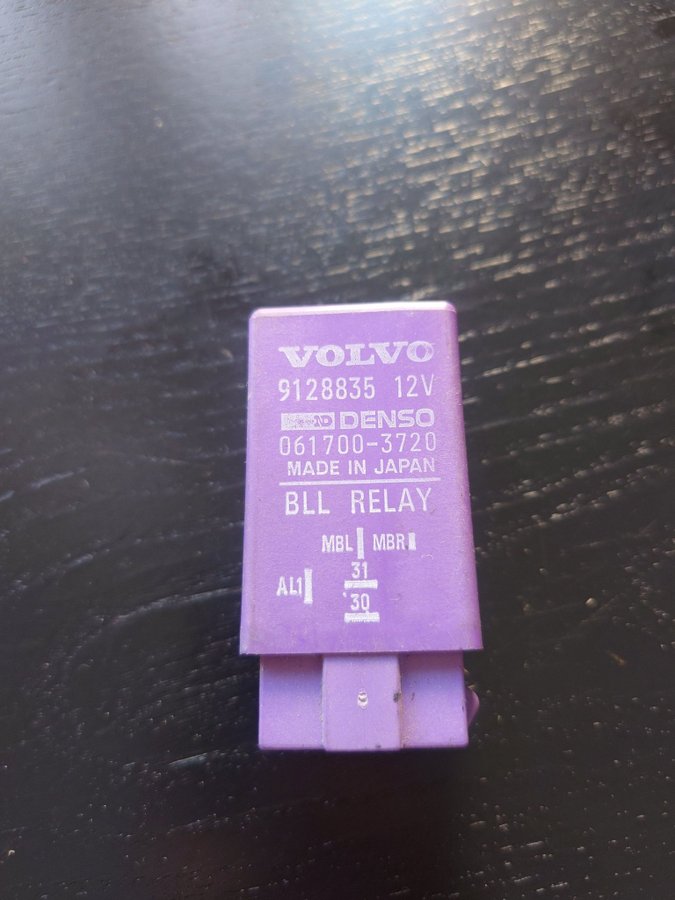 VOLVO
9128835 12V
DENSO
061700-3720
MADE IN JAPAN
BLL RELAY
MBL MBR
31
AL1
30